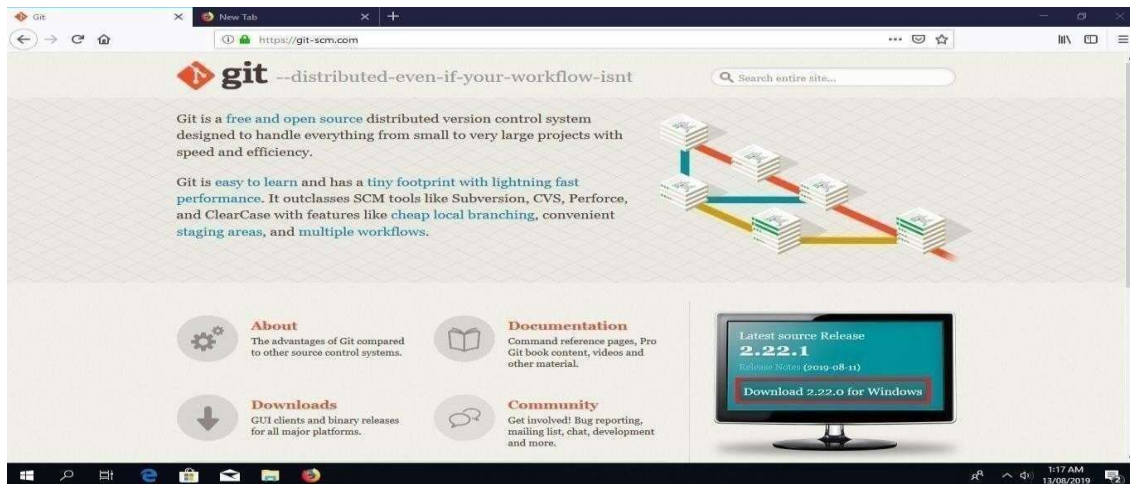 Git
New Tab
https://git-scm.com
git --distributed-even-if-your-workflow-isnt
Search entire site...
Git is a free and open source distributed version control system
designed to handle everything from small to very large projects with
speed and efficiency.
Git is easy to learn and has a tiny footprint with lightning fast
performance. It outclasses SCM tools like Subversion, CVS, Perforce,
and ClearCase with features like cheap local branching, convenient
staging areas, and multiple workflows.
About
The advantages of Git compared
to other source control systems.
Documentation
Command reference pages, Pro
Git book content, videos and
other material.
Downloads
GUI clients and binary releases
for all major platforms.
Community
Get involved! Bug reporting,
mailing list, chat, development
and more.
Latest source Release
2.22.1
Release Notes (2019-08-11)
Download 2.22.0 for Windows
1:17 AM
13/08/2019
2